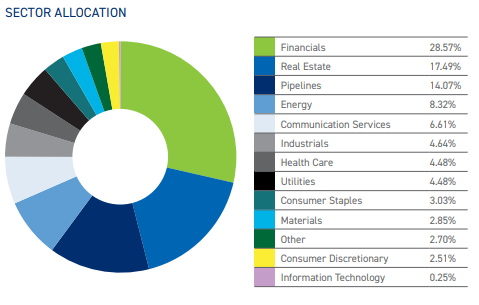 SECTOR ALLOCATION
Financials 28.57%
Real Estate 17.49%
Pipelines 14.07%
Energy 8.32%
Communication Services 6.61%
Industrials 4.64%
Health Care 4.48%
Utilities 4.48%
Consumer Staples 3.03%
Materials 2.85%
Other 2.70%
Consumer Discretionary 2.51%
Information Technology 0.25%